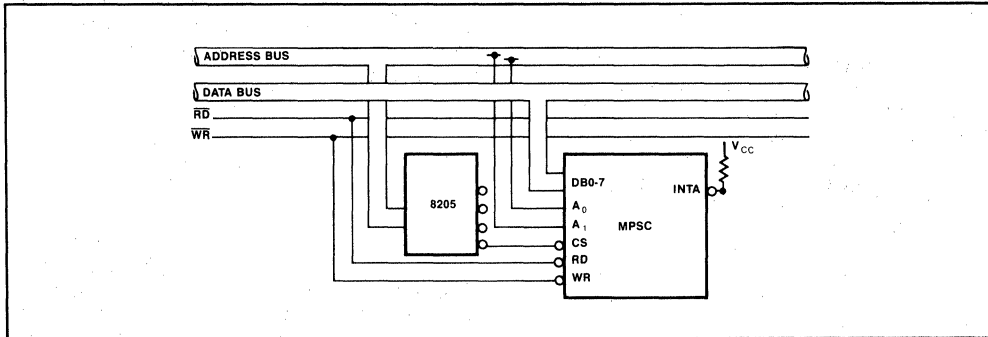 ADDRESS BUS
DATA BUS
RD
WR
VCC
8205
DB0-7
INTA
A0
A1
MPSC
CS
RD
WR